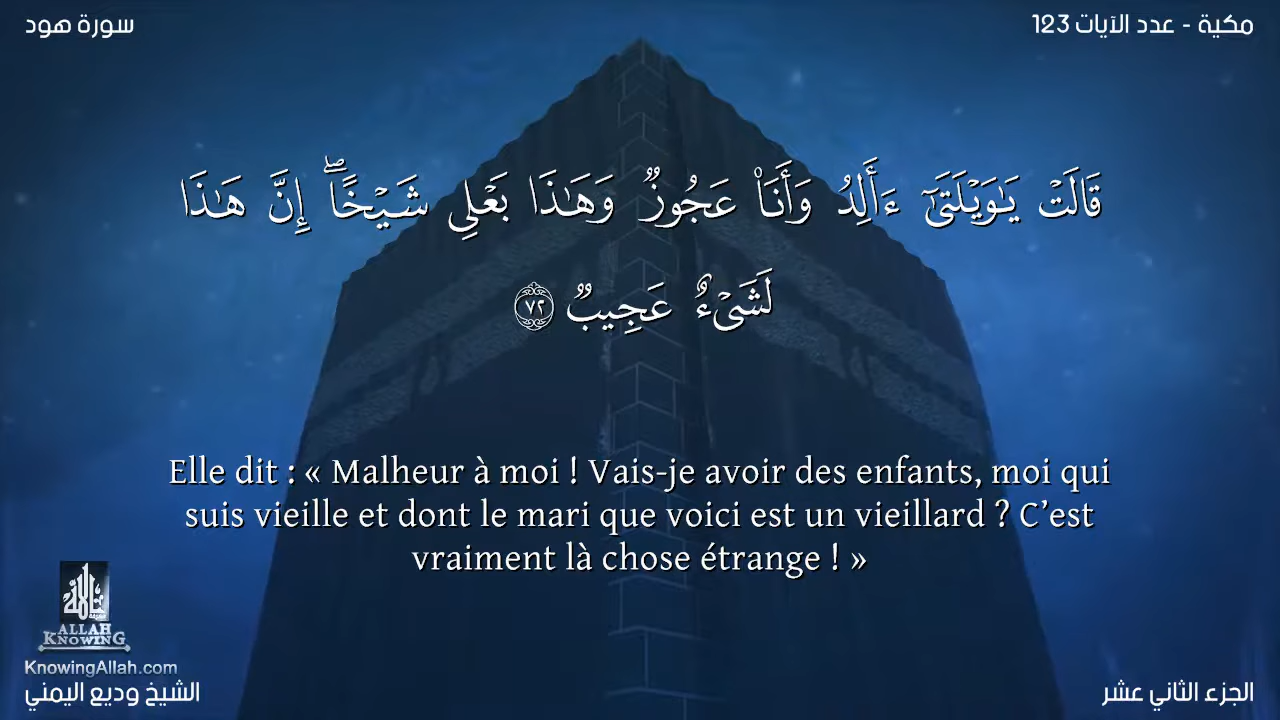 سورة هود
مكية - عدد الآيات 123
قَالَتْ يَـٰوَيْلَتَىٰٓ ءَأَلِدُ وَأَنَا۠ عَجُوزٌ وَهَـٰذَا بَعْلِى شَيْخًا ۖ إِنَّ هَـٰذَا
لَشَىْءٌ عَجِيبٌ ٧٢
Elle dit : « Malheur à moi ! Vais-je avoir des enfants, moi qui
suis vieille et dont le mari que voici est un vieillard ? C’est
vraiment là chose étrange ! »
ALLAH
KNOWING
KnowingAllah.com
الشيخ وديع اليمني
الجزء الثاني عشر